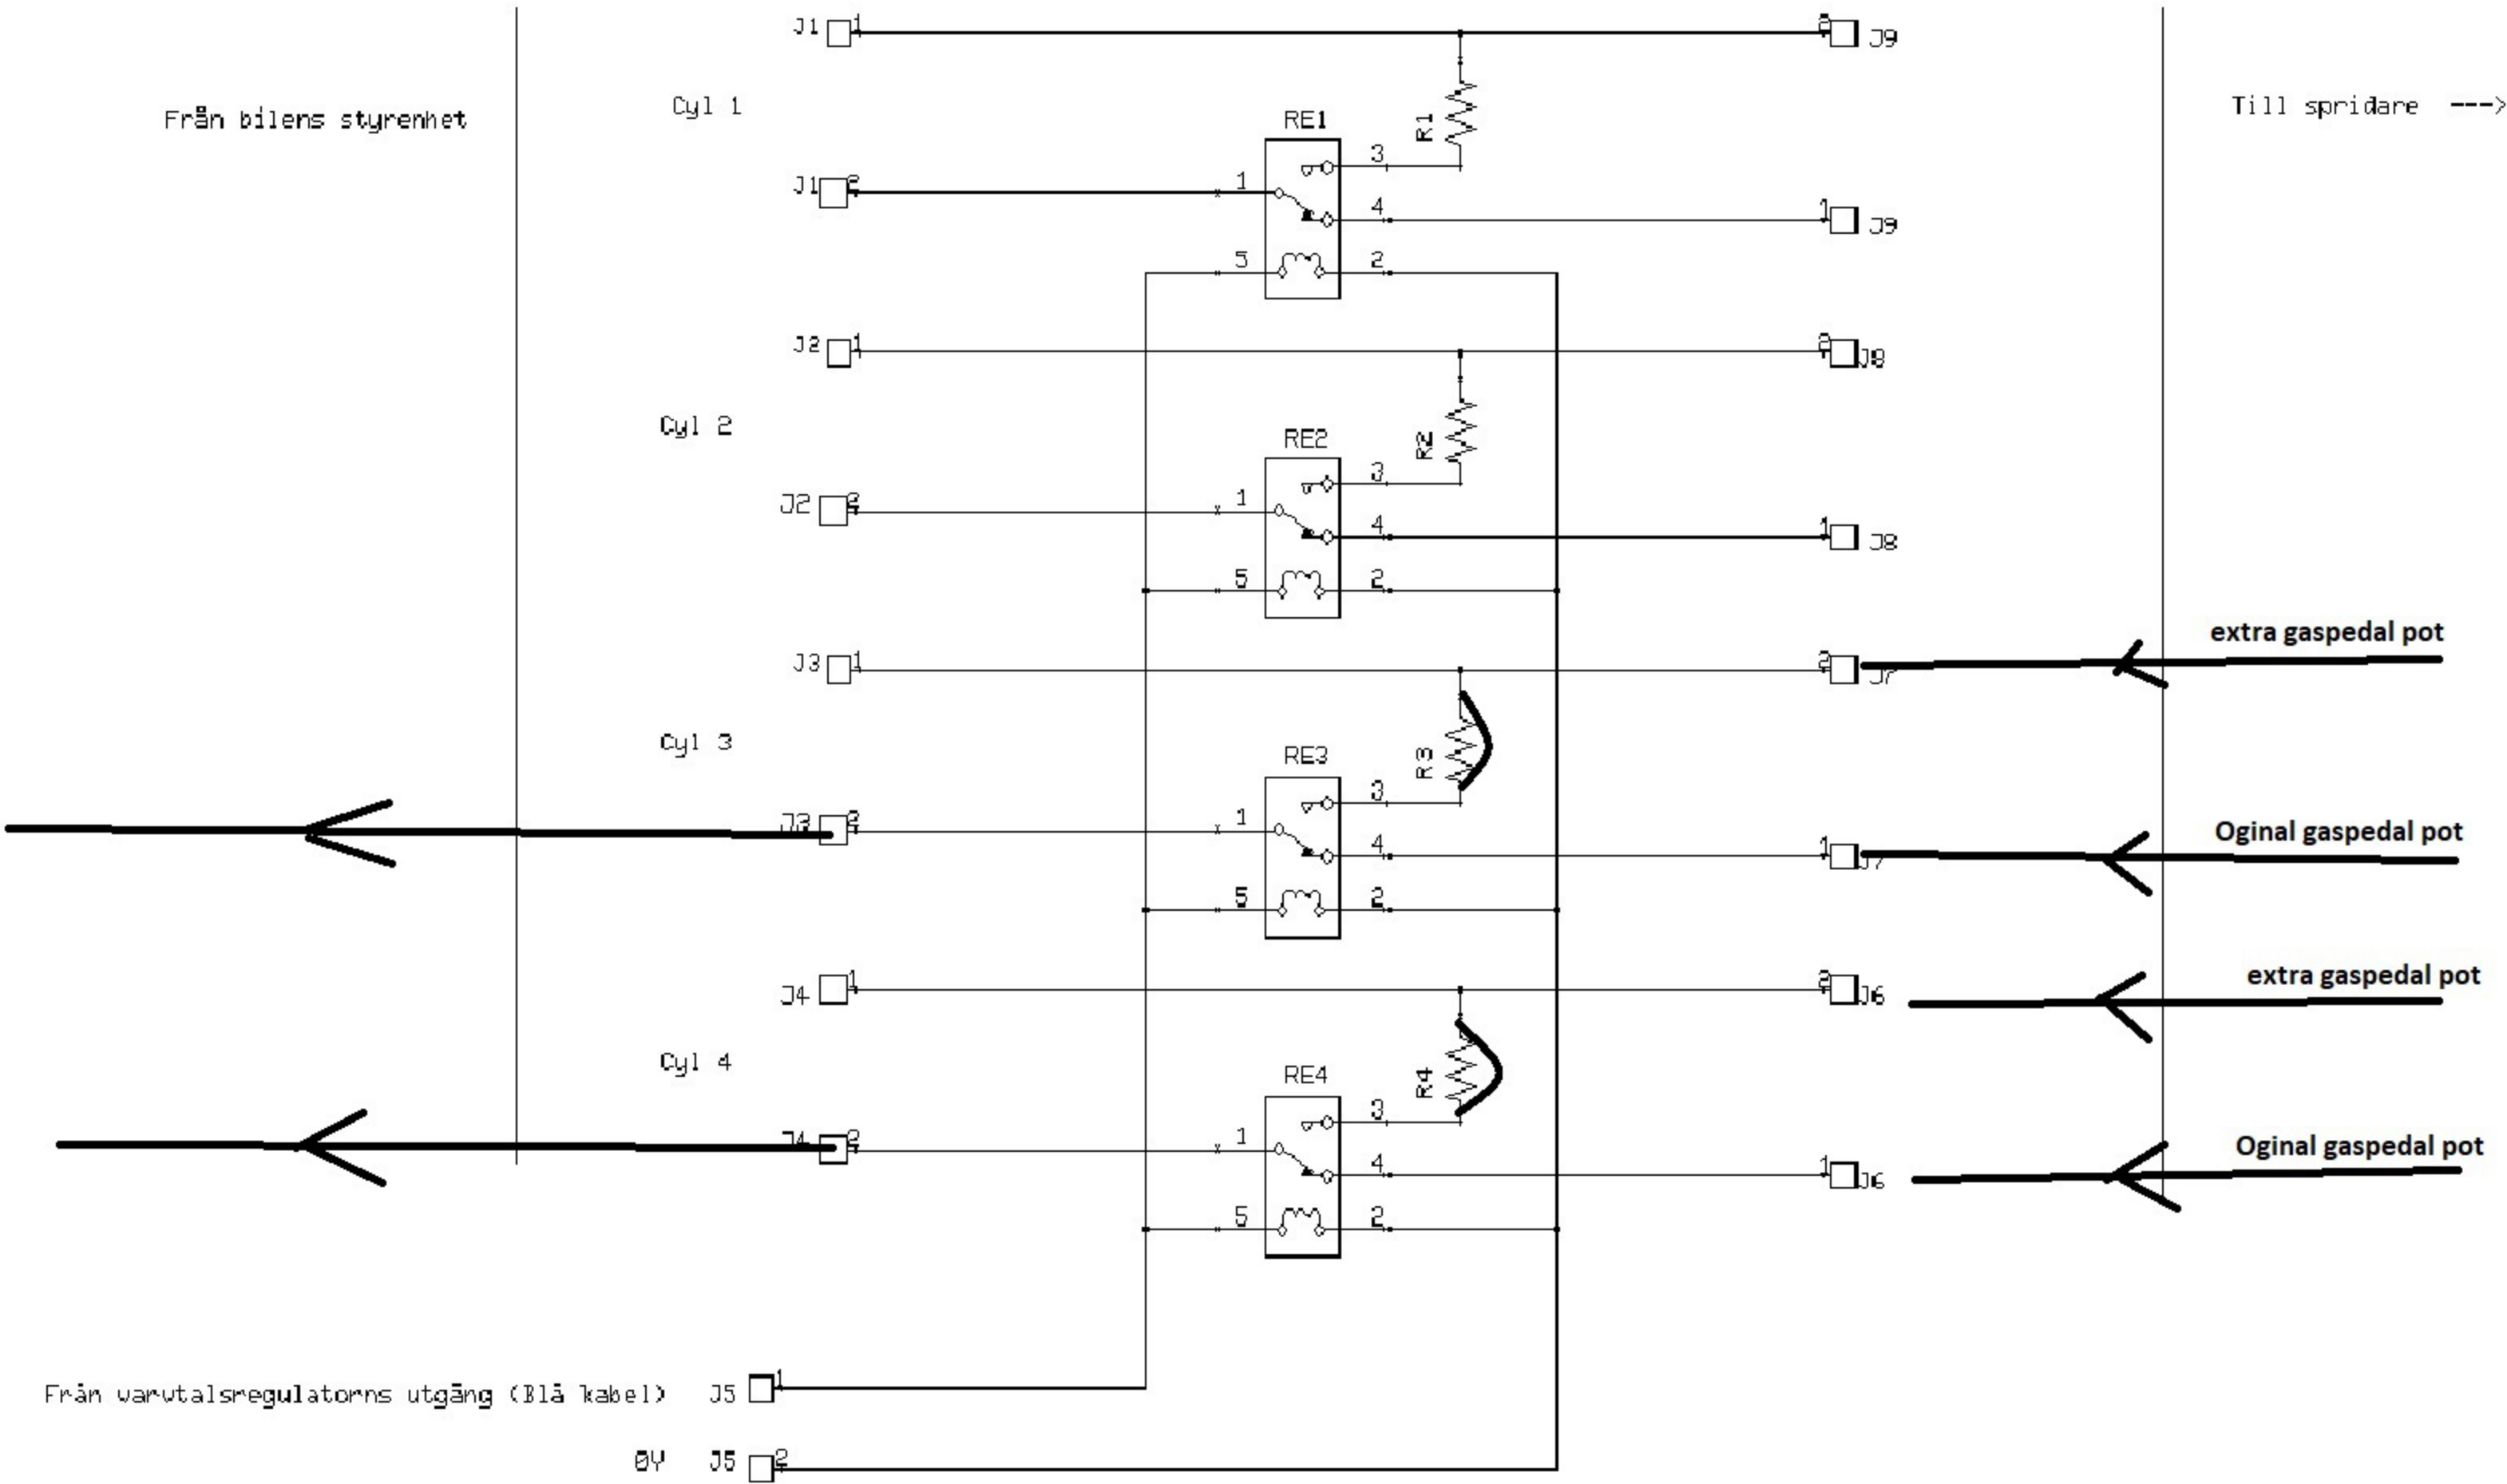 J1 1 2 J9
Från bilens styrenhet
Cyl 1
Till spridare --->
RE1
R1
3
J1 2 1
4 1 J9
5 2
J2 1 2 J8
Cyl 2
RE2
R2
3
J2 2 1
4 1 J8
5 2
extra gaspedal pot
J3 1 2 J7
Cyl 3
RE3
R3
3
J3 2 1
Oginal gaspedal pot
4 1 J7
5 2
extra gaspedal pot
J4 1 2 J6
Cyl 4
RE4
R4
3
J4 2 1
Oginal gaspedal pot
4 1 J6
5 2
Från varvtalsregulatorns utgång (Blå kabel) J5 1
0V J5 2